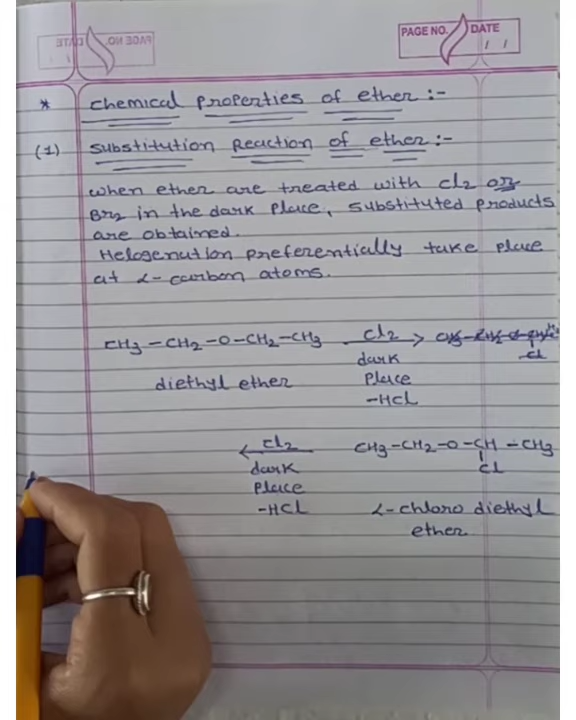 PAGE NO. DATE
/ /
* Chemical Properties of ether :-
(1) Substitution Reaction of ether :-
when ether are treated with Cl2 or
Br2 in the dark Place, Substituted Products
are obtained.
Helogenution preferentially take place
at α- carbon atoms.
CH3 - CH2 - O - CH2 - CH3 Cl2 >
dark
diethyl ether Place
-HCl
← Cl2 CH3 - CH2 - O - CH - CH3
dark Cl
Place
-HCl α- chloro diethyl
ether